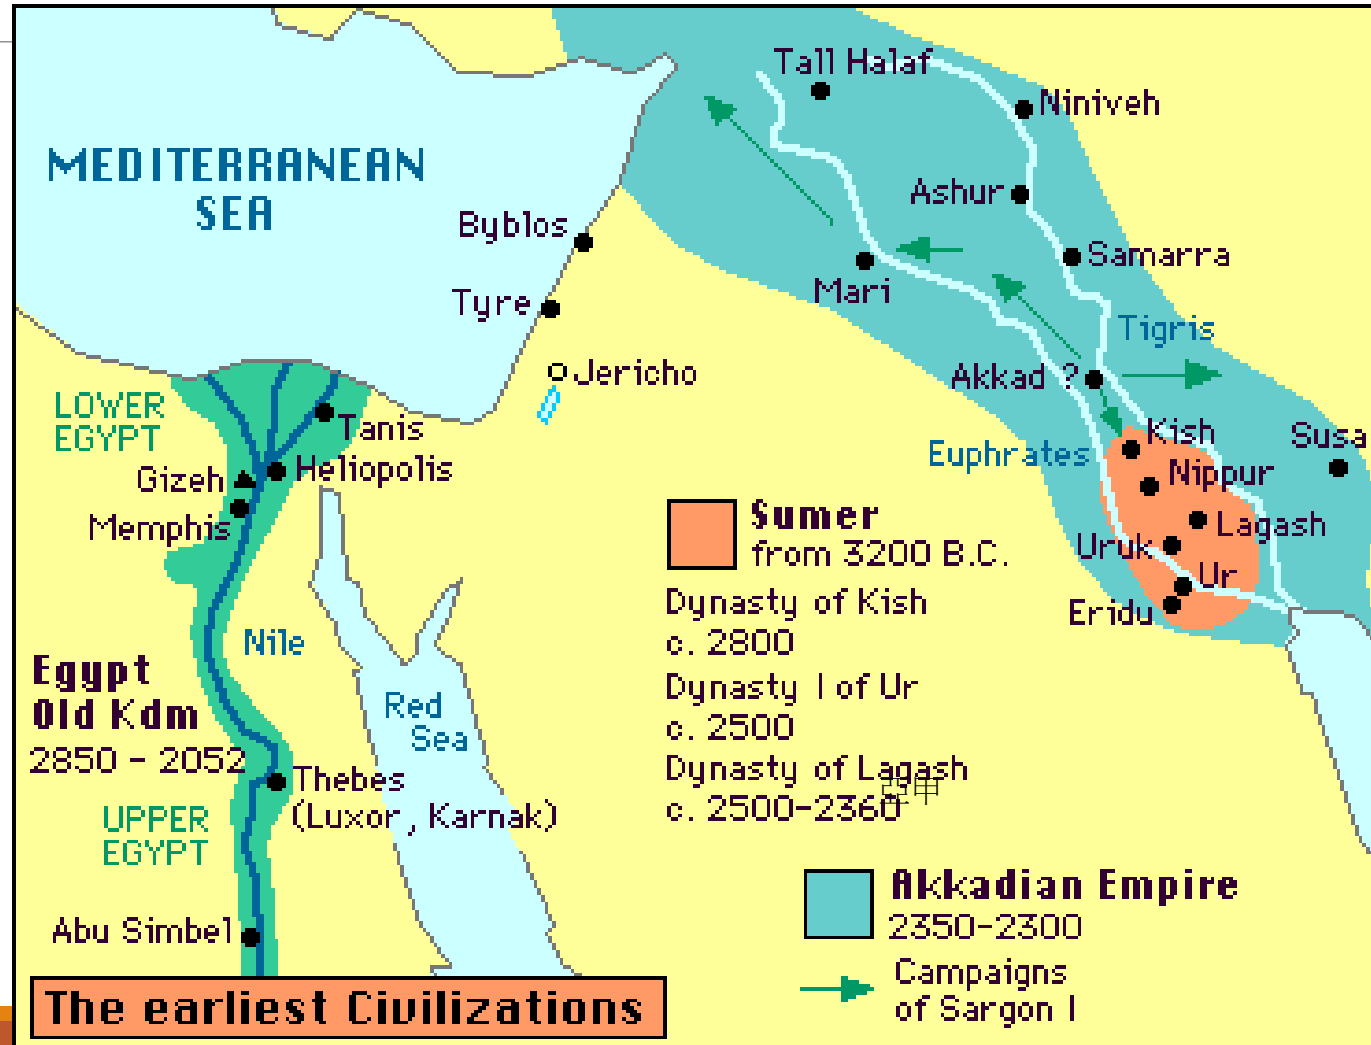 Tall Halaf
Niniveh
MEDITERRANEAN
SEA
Ashur
Byblos
Samarra
Mari
Tyre
Tigris
Jericho
Akkad ?
LOWER
EGYPT
Tanis
Kish
Susa
Euphrates
Heliopolis
Gizeh
Nippur
Memphis
Lagash
Uruk
Ur
Eridu
Sumer
from 3200 B.C.
Dynasty of Kish
c. 2800
Dynasty I of Ur
c. 2500
Dynasty of Lagash
c. 2500-2360
亞甲
Nile
Egypt
Old Kdm
2850 - 2052
Red
Sea
Thebes
(Luxor, Karnak)
UPPER
EGYPT
Abu Simbel
Akkadian Empire
2350-2300
Campaigns
of Sargon I
The earliest Civilizations